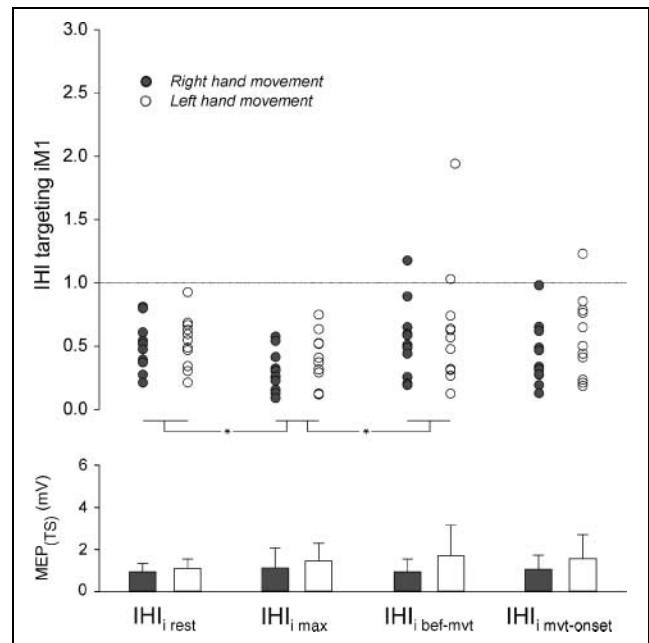 3.0
● Right hand movement
○ Left hand movement
2.5
2.0
1.5
1.0
0.5
0.0
IHI targeting iM1
* *
6
4
2
0
MEP(TS) (mV)
IHIi rest IHIi max IHIi bef-mvt IHIi mvt-onset